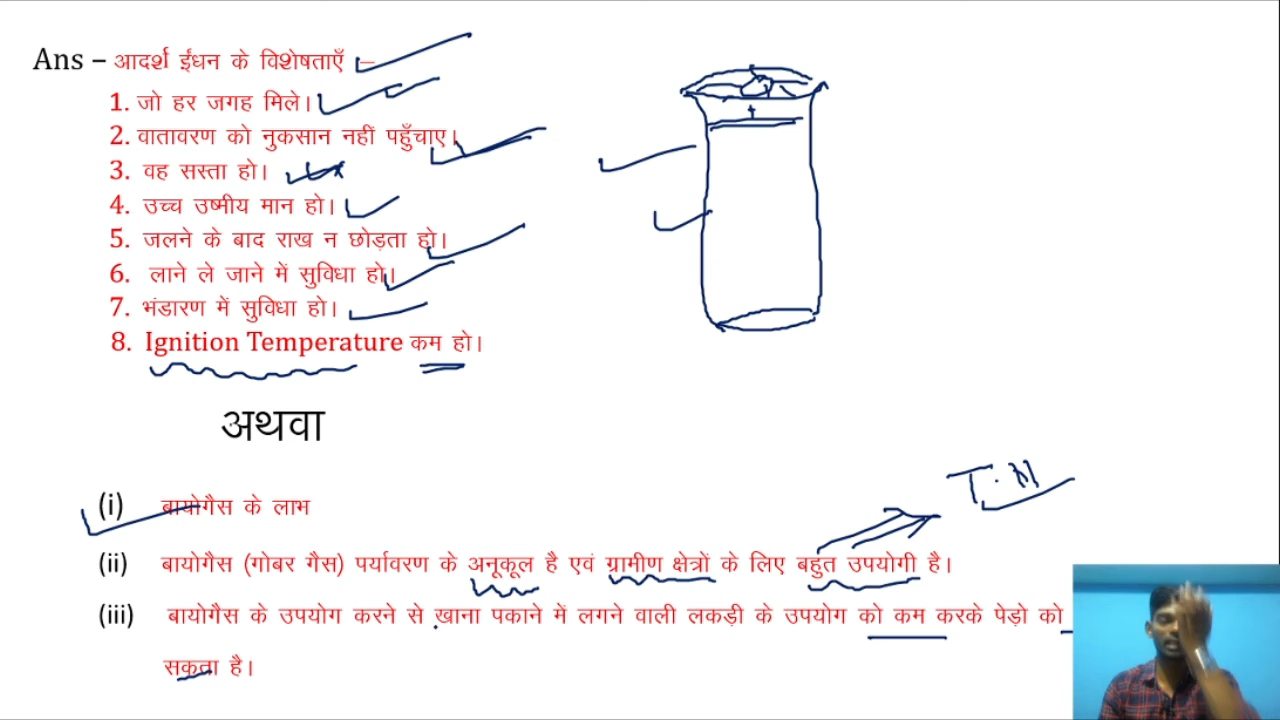 Ans – आदर्श ईंधन के विशेषताएँ –
1. जो हर जगह मिले।
2. वातावरण को नुकसान नहीं पहुँचाए।
3. वह सस्ता हो।
4. उच्च उष्मीय मान हो।
5. जलने के बाद राख न छोड़ता हो।
6. लाने ले जाने में सुविधा हो।
7. भंडारण में सुविधा हो।
8. Ignition Temperature कम हो।
अथवा
T.N
(i) बायोगैस के लाभ
(ii) बायोगैस (गोबर गैस) पर्यावरण के अनूकूल है एवं ग्रामीण क्षेत्रों के लिए बहुत उपयोगी है।
(iii) बायोगैस के उपयोग करने से खाना पकाने में लगने वाली लकड़ी के उपयोग को कम करके पेड़ो को
सकता है।